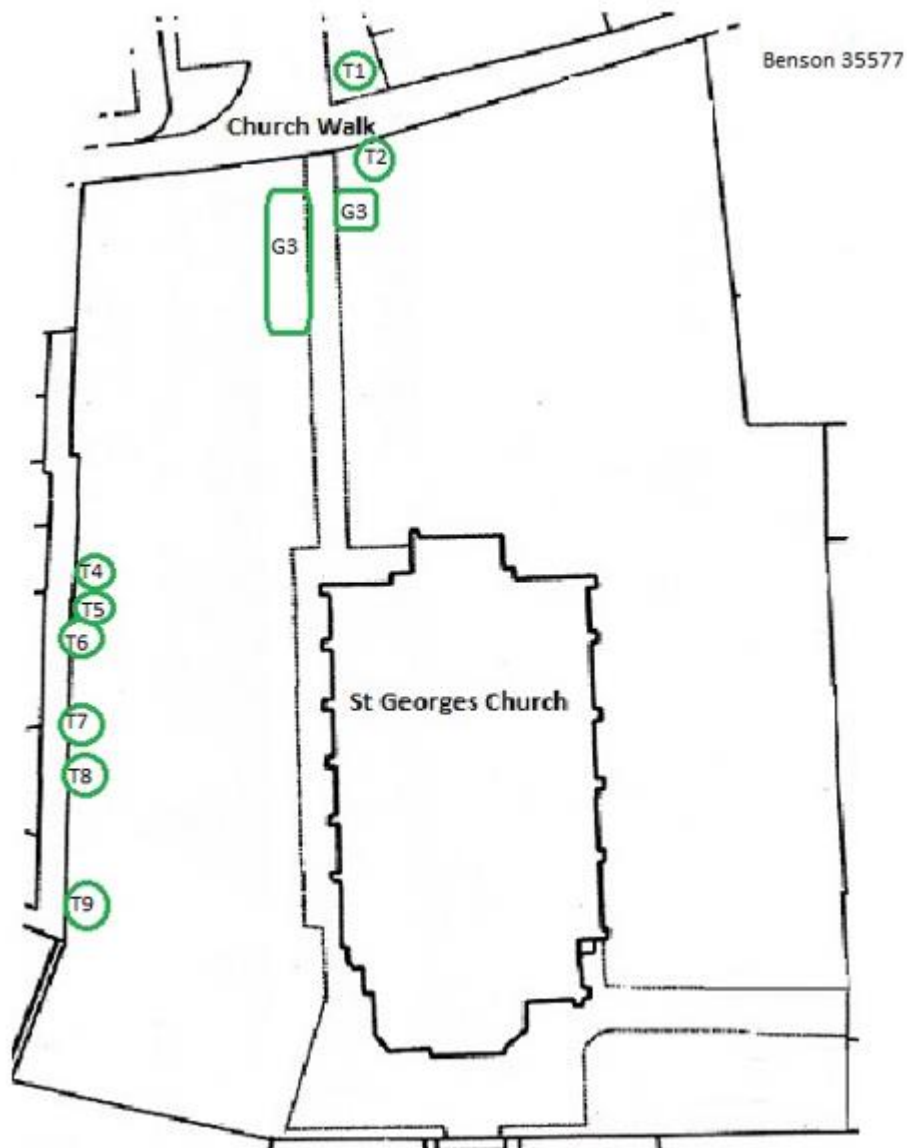 Benson 35577
T1
Church Walk
T2
G3
G3
T4
T5
T6
St Georges Church
T7
T8
T9